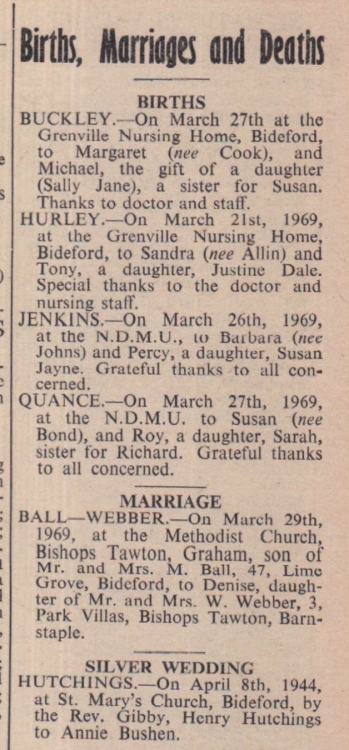 Births, Marriages and Deaths
BIRTHS
BUCKLEY.—On March 27th at the
Grenville Nursing Home, Bideford,
to Margaret (nee Cook), and
Michael, the gift of a daughter
(Sally Jane), a sister for Susan.
Thanks to doctor and staff.
HURLEY.—On March 21st, 1969,
at the Grenville Nursing Home,
Bideford, to Sandra (nee Allin) and
Tony, a daughter, Justine Dale.
Special thanks to the doctor and
nursing staff.
JENKINS.—On March 26th, 1969,
at the N.D.M.U., to Barbara (nee
Johns) and Percy, a daughter, Susan
Jayne. Grateful thanks to all con-
cerned.
QUANCE.—On March 27th, 1969,
at the N.D.M.U. to Susan (nee
Bond), and Roy, a daughter, Sarah,
sister for Richard. Grateful thanks
to all concerned.
MARRIAGE
BALL—WEBBER.—On March 29th,
1969, at the Methodist Church,
Bishops Tawton, Graham, son of
Mr. and Mrs. M. Ball, 47, Lime
Grove, Bideford, to Denise, daugh-
ter of Mr. and Mrs. W. Webber, 3,
Park Villas, Bishops Tawton, Barn-
staple.
SILVER WEDDING
HUTCHINGS.—On April 8th, 1944,
at St. Mary's Church, Bideford, by
the Rev. Gibby, Henry Hutchings
to Annie Bushen.